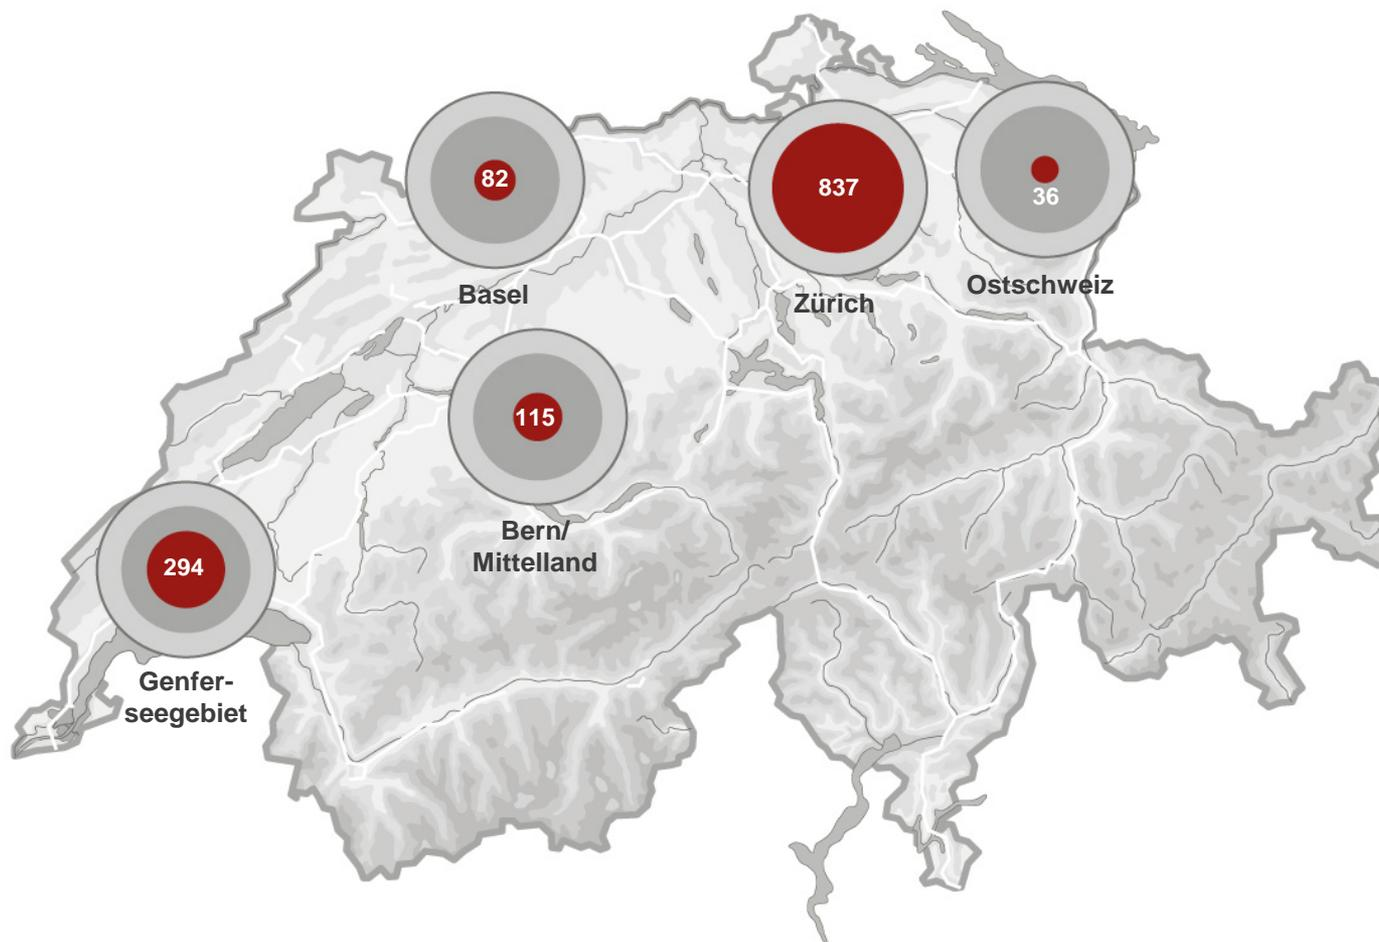 82
Basel
837
Zürich
36
Ostschweiz
115
Bern/
Mittelland
294
Genfer-
seegebiet